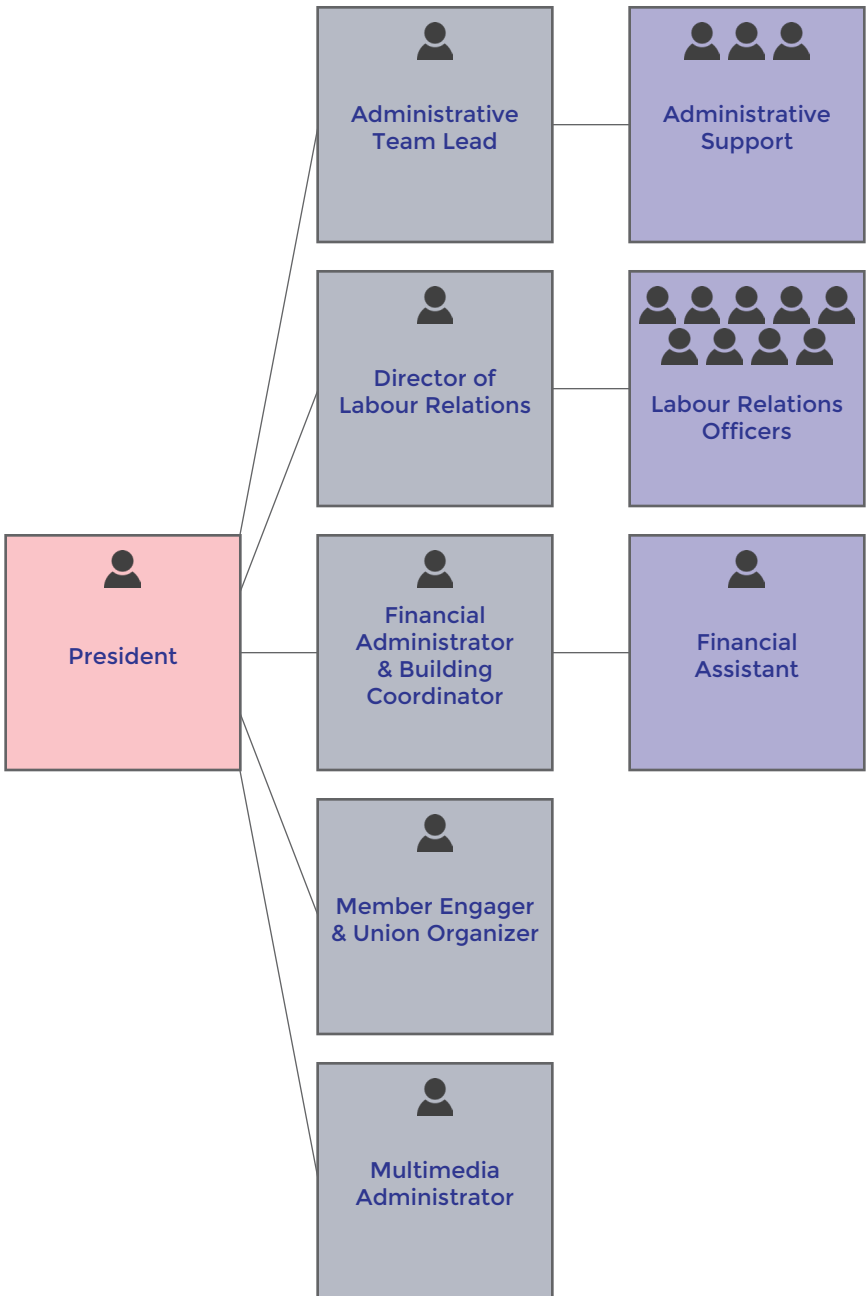 Administrative
Team Lead
Administrative
Support
Director of
Labour Relations
Labour Relations
Officers
President
Financial
Administrator
& Building
Coordinator
Financial
Assistant
Member Engager
& Union Organizer
Multimedia
Administrator